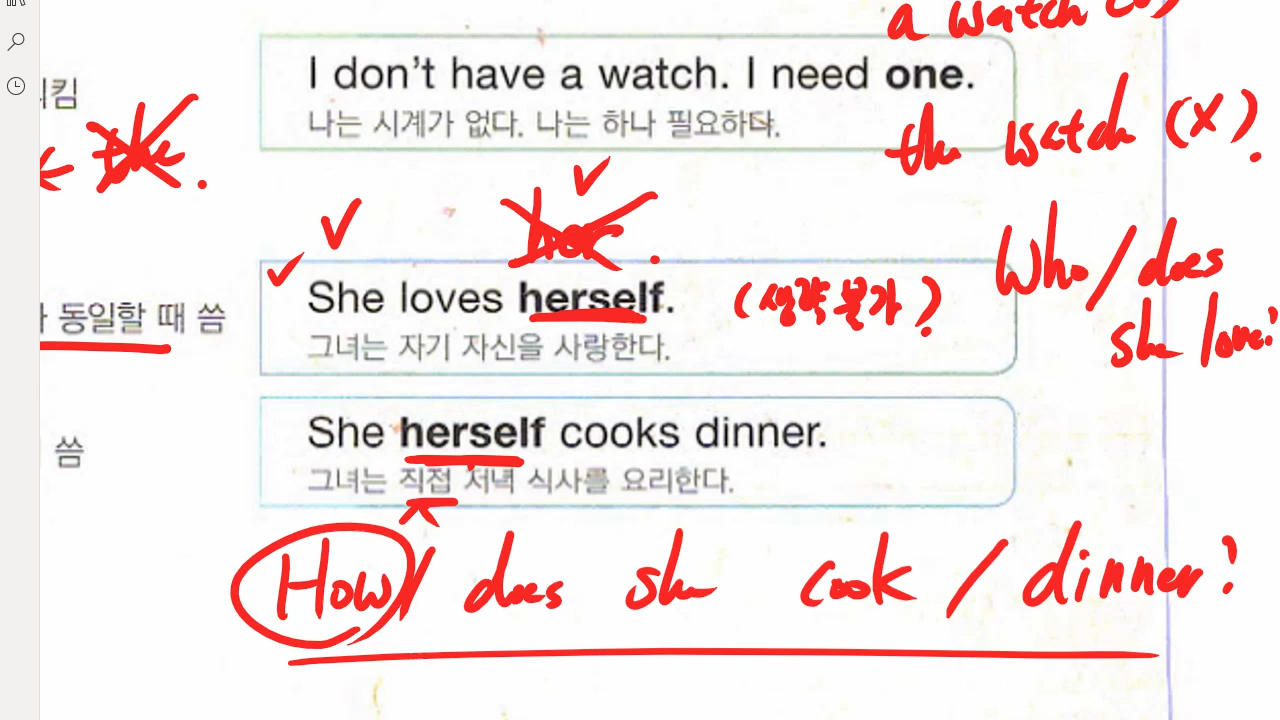 a watch
I don't have a watch. I need one.
나는 시계가 없다. 나는 하나 필요하다.
킴
the watch (X).
the.
her.
Who/does
she love?
She loves herself.
(생략 불가)
그녀는 자기 자신을 사랑한다.
동일할 때 씀
She herself cooks dinner.
그녀는 직접 저녁 식사를 요리한다.
씀
How/ does she cook / dinner?